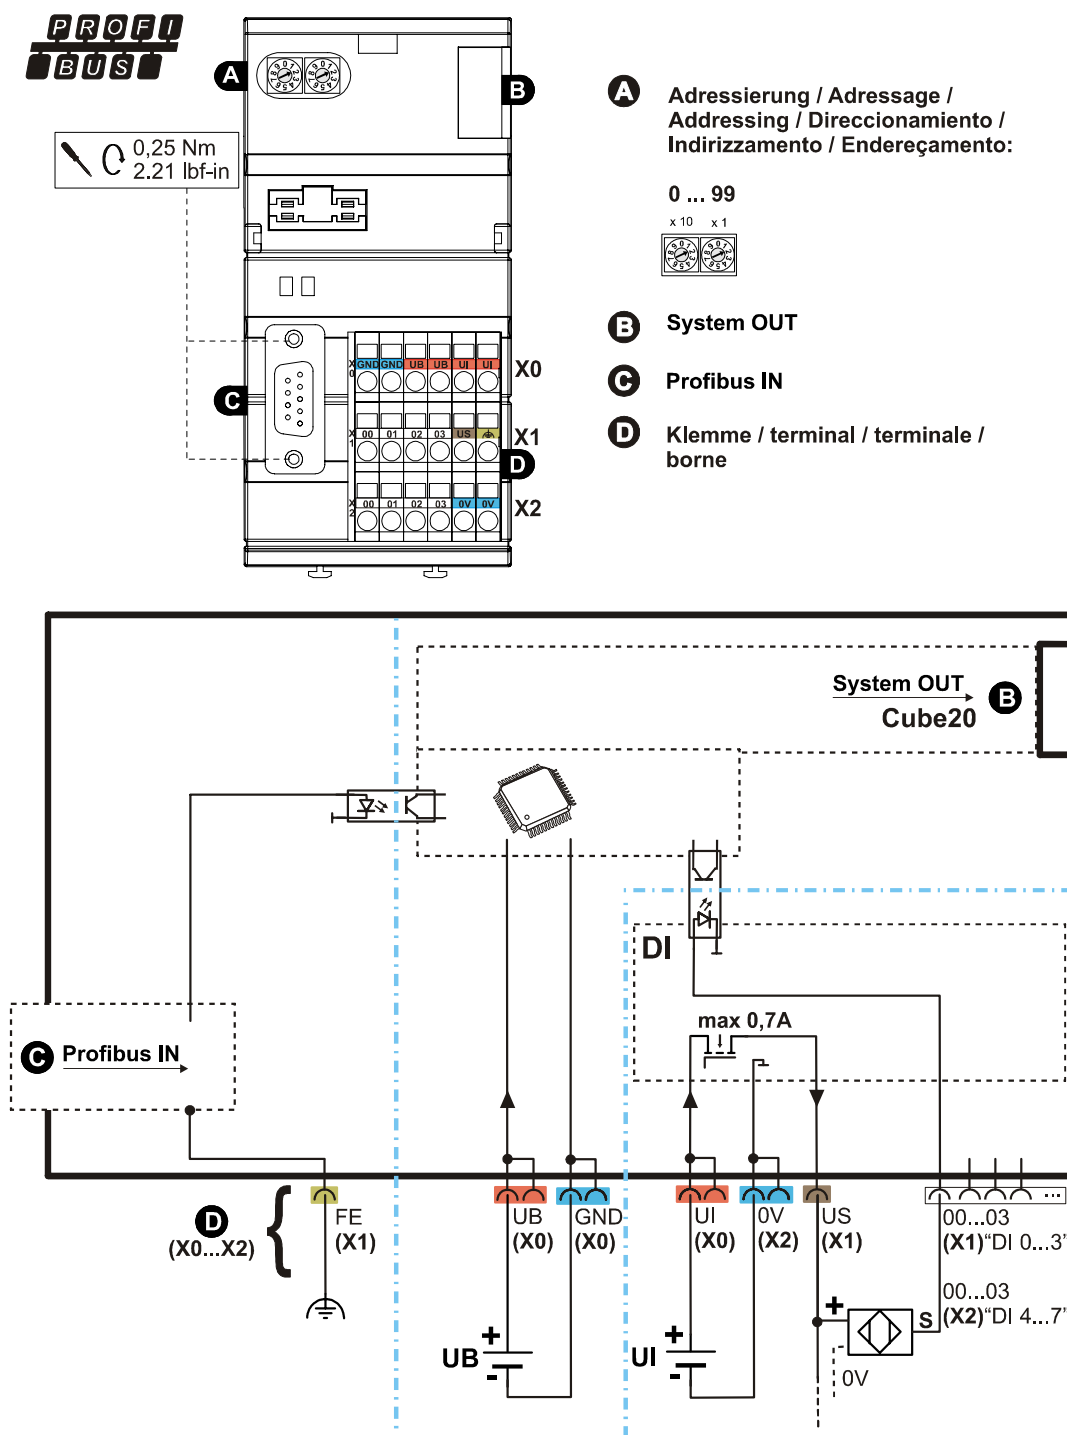 PROFI
BUS
A
B
0,25 Nm
2.21 lbf-in
C
X0
GND GND UB UB UI UI
X1
00 01 02 03 US
D
X2
00 01 02 03 0V 0V
X0
X1
X2
A Adressierung / Adressage /
Addressing / Direccionamiento /
Indirizzamento / Endereçamento:
0 ... 99
x 10 x 1
B System OUT
C Profibus IN
D Klemme / terminal / terminale /
borne
System OUT B
Cube20
DI
max 0,7A
C Profibus IN
D
(X0...X2)
FE
(X1)
UB
(X0)
GND
(X0)
UI
(X0)
0V
(X2)
US
(X1)
...
00...03
(X1)“DI 0...3”
00...03
(X2)“DI 4...7”
+
UB
-
+
UI
-
+
S
0V